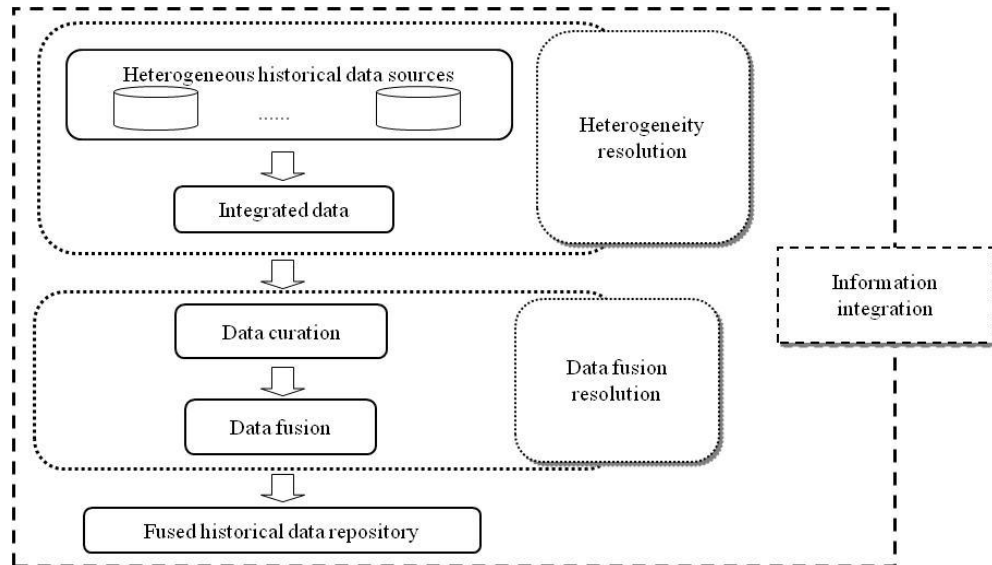 Heterogeneous historical data sources
......
Heterogeneity
resolution
Integrated data
Information
integration
Data curation
Data fusion
resolution
Data fusion
Fused historical data repository